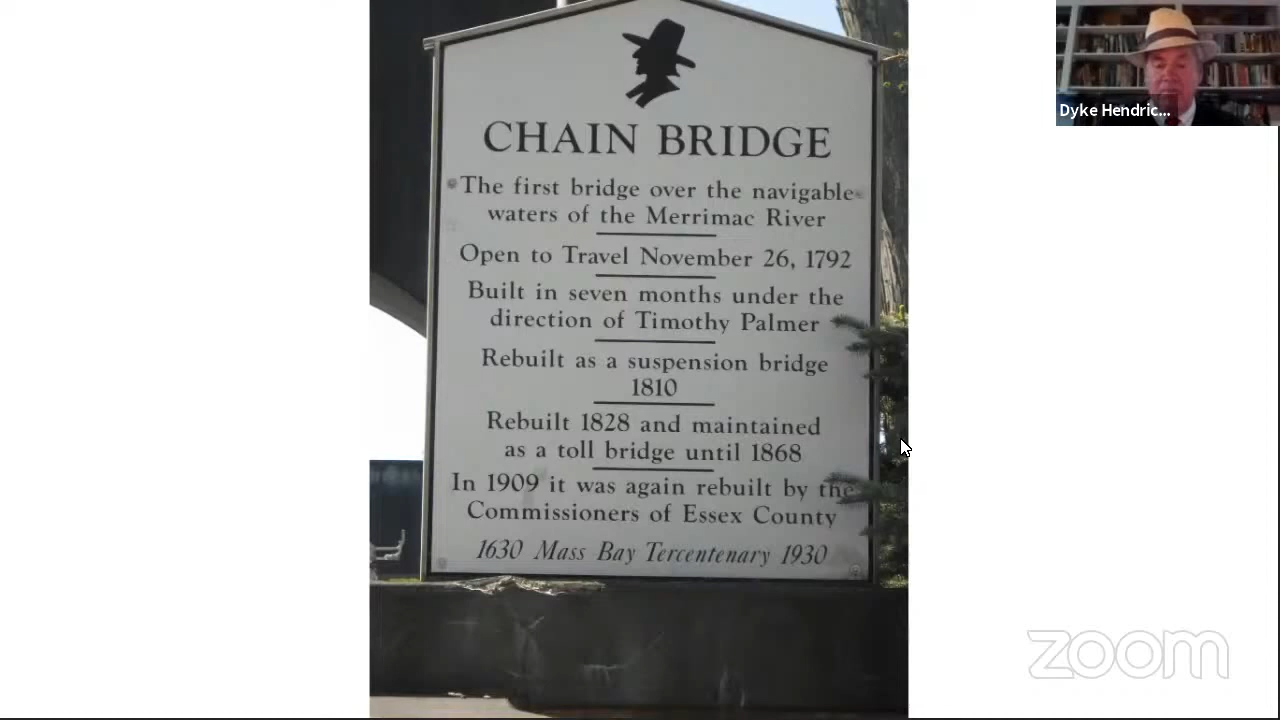 CHAIN BRIDGE
The first bridge over the navigable
waters of the Merrimac River
Open to Travel November 26, 1792
Built in seven months under the
direction of Timothy Palmer
Rebuilt as a suspension bridge
1810
Rebuilt 1828 and maintained
as a toll bridge until 1868
In 1909 it was again rebuilt by the
Commissioners of Essex County
1630 Mass Bay Tercentenary 1930
Dyke Hendric...
zoom